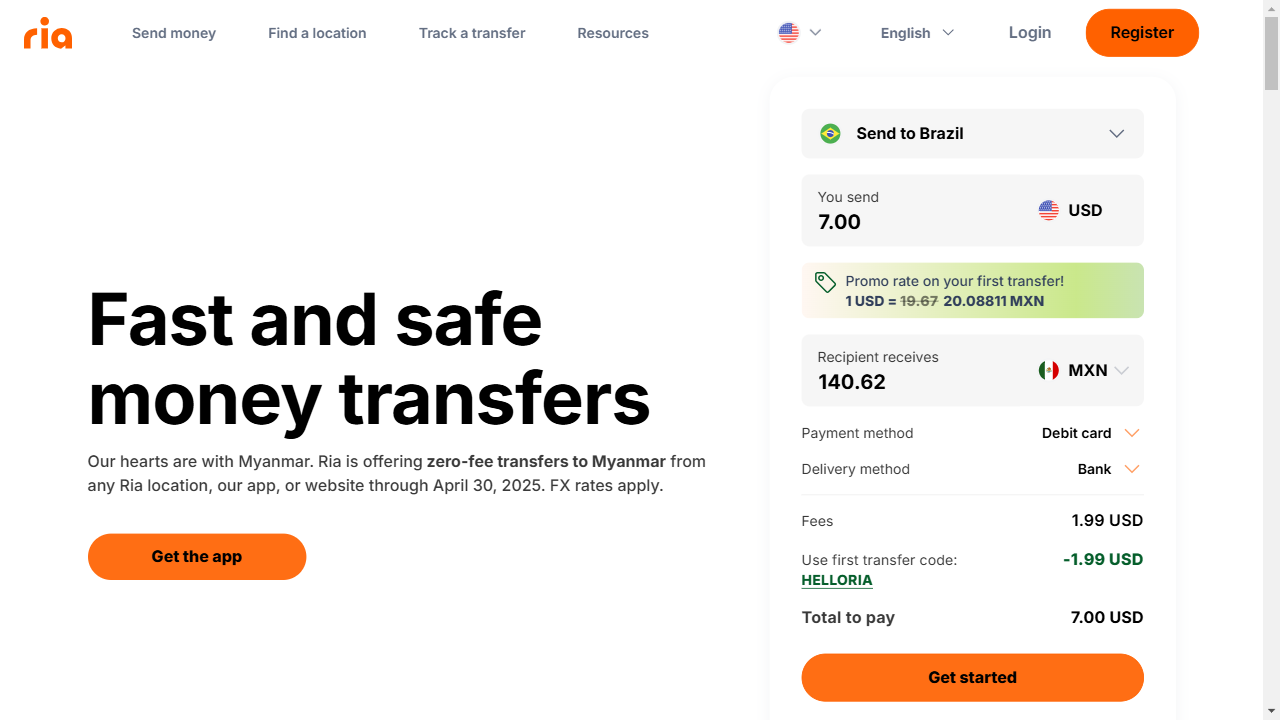 ria
Send money
Find a location
Track a transfer
Resources
English
Login
Register
Send to Brazil
You send
7.00
USD
Promo rate on your first transfer!
1 USD = 19.67 20.08811 MXN
Recipient receives
140.62
MXN
Payment method
Debit card
Delivery method
Bank
Fees
1.99 USD
Use first transfer code:
HELLORIA
-1.99 USD
Total to pay
7.00 USD
Get started
Fast and safe
money transfers
Our hearts are with Myanmar. Ria is offering zero-fee transfers to Myanmar from
any Ria location, our app, or website through April 30, 2025. FX rates apply.
Get the app